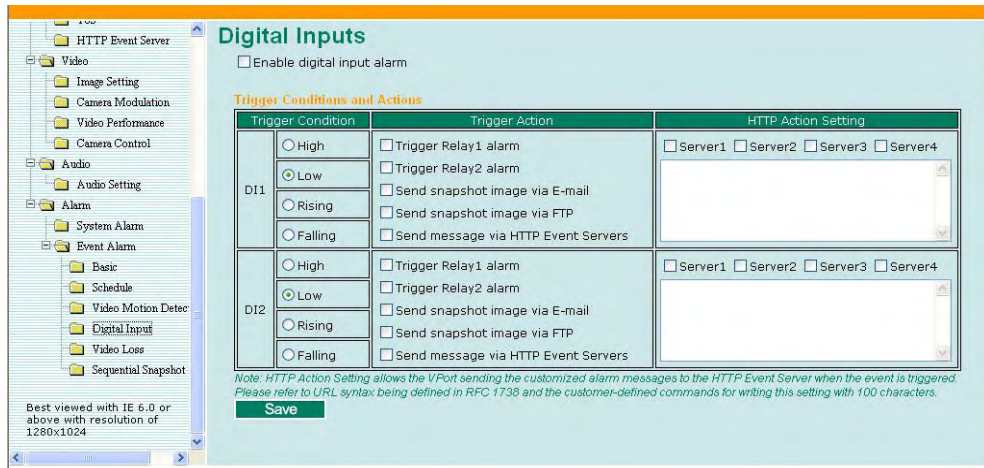 HTTP Event Server
Video
Image Setting
Camera Modulation
Video Performance
Camera Control
Audio
Audio Setting
Alarm
System Alarm
Event Alarm
Basic
Schedule
Video Motion Detec
Digital Input
Video Loss
Sequential Snapshot
Best viewed with IE 6.0 or
above with resolution of
1280x1024
Digital Inputs
Enable digital input alarm
Trigger Conditions and Actions
Trigger Condition Trigger Action HTTP Action Setting
DI1
High
Low
Rising
Falling
Trigger Relay1 alarm
Trigger Relay2 alarm
Send snapshot image via E-mail
Send snapshot image via FTP
Send message via HTTP Event Servers
Server1 Server2 Server3 Server4
DI2
High
Low
Rising
Falling
Trigger Relay1 alarm
Trigger Relay2 alarm
Send snapshot image via E-mail
Send snapshot image via FTP
Send message via HTTP Event Servers
Server1 Server2 Server3 Server4
Note: HTTP Action Setting allows the VPort sending the customized alarm messages to the HTTP Event Server when the event is triggered.
Please refer to URL syntax being defined in RFC 1738 and the customer-defined commands for writing this setting with 100 characters.
Save